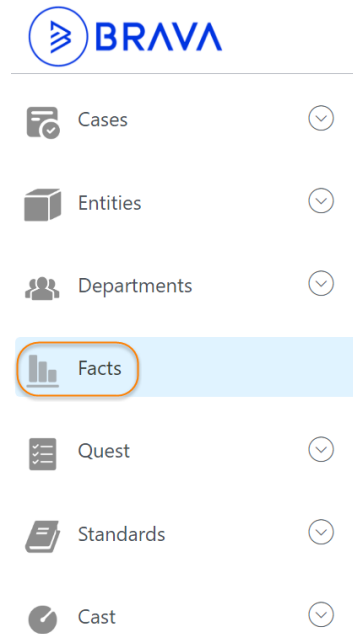 BRAVA
Cases
Entities
Departments
Facts
Quest
Standards
Cast